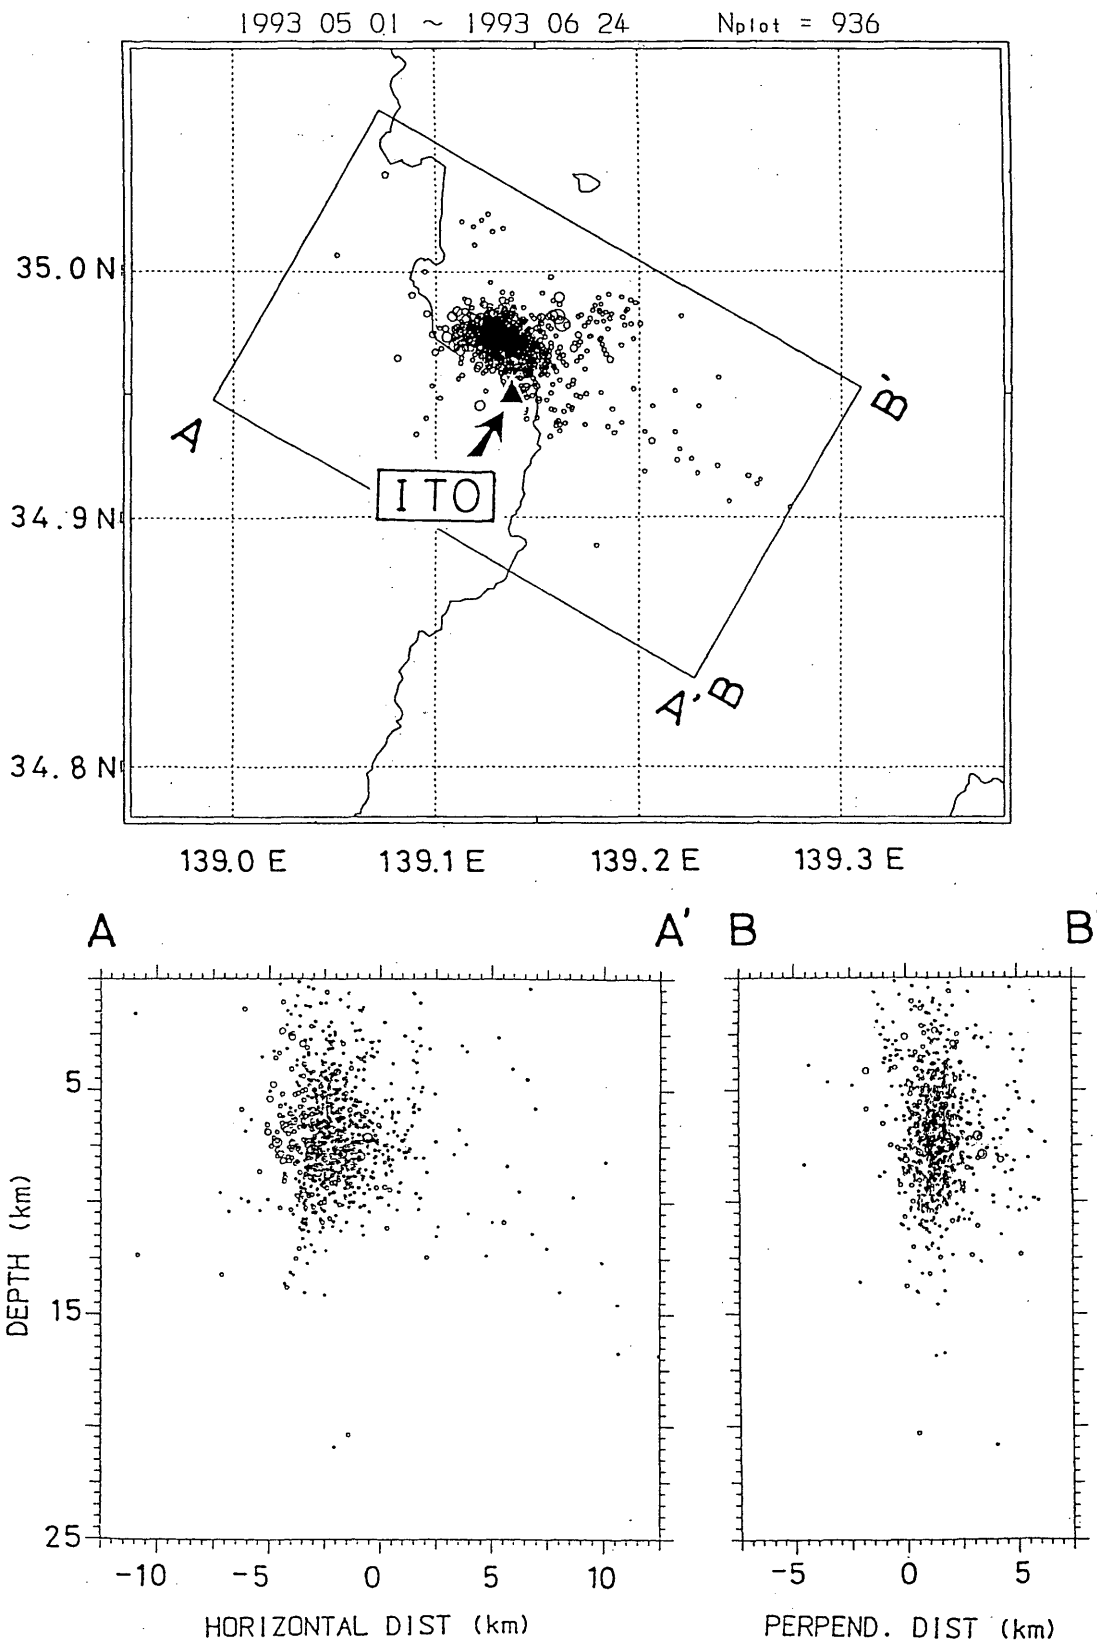 1993 05 01 ~ 1993 06 24 Nplot = 936
35.0 N
B'
A
ITO
34.9 N
A' B
34.8 N
139.0 E 139.1 E 139.2 E 139.3 E
A A' B B
5
DEPTH (km)
15
25
-10 -5 0 5 10 -5 0 5
HORIZONTAL DIST (km) PERPEND. DIST (km)